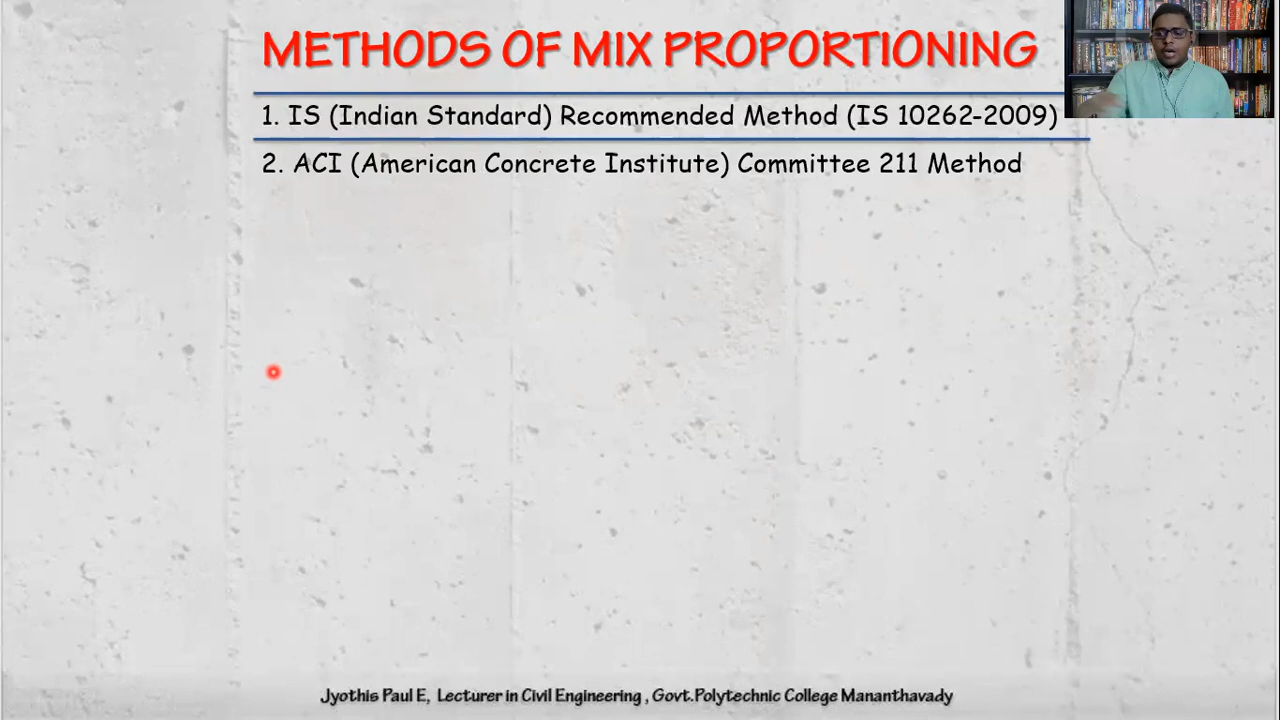 METHODS OF MIX PROPORTIONING
1. IS (Indian Standard) Recommended Method (IS 10262-2009)
2. ACI (American Concrete Institute) Committee 211 Method
Jyothis Paul E, Lecturer in Civil Engineering , Govt.Polytechnic College Mananthavady